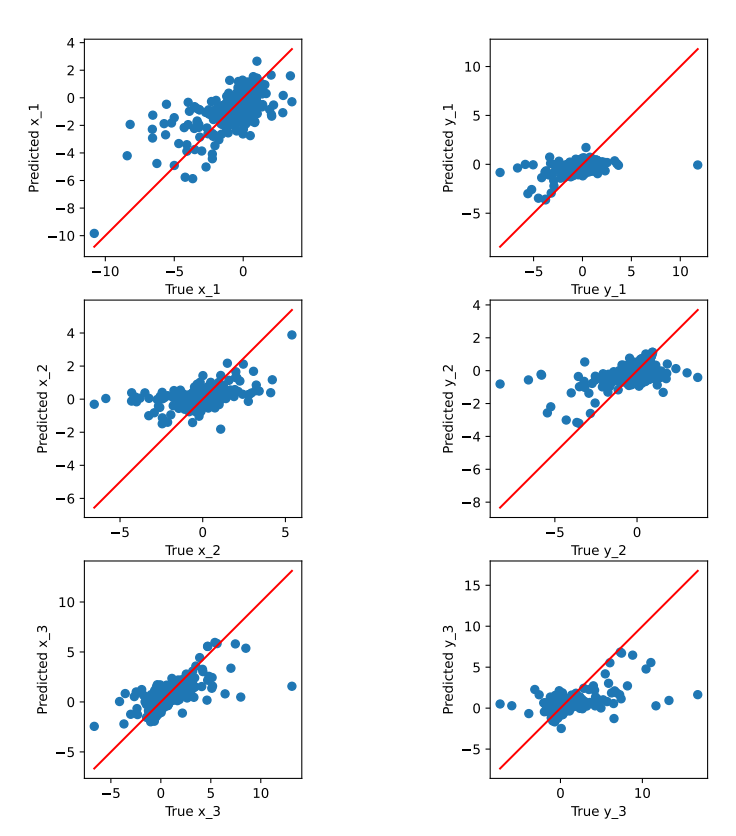 4
2
0
−2
−4
−6
−8
−10
Predicted x_1
−10 −5 0
True x_1
10
5
0
−5
Predicted y_1
−5 0 5 10
True y_1
4
2
0
−2
−4
−6
Predicted x_2
−5 0 5
True x_2
4
2
0
−2
−4
−6
−8
Predicted y_2
−5 0
True y_2
10
5
0
−5
Predicted x_3
−5 0 5 10
True x_3
15
10
5
0
−5
Predicted y_3
0 10
True y_3